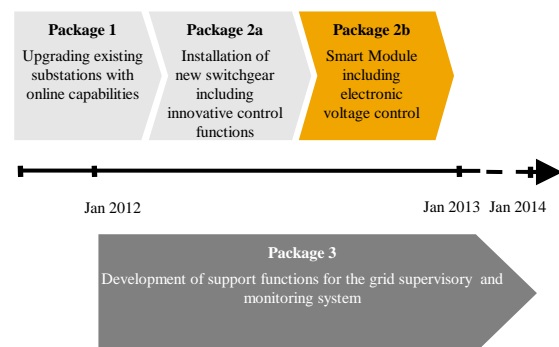 Package 1
Upgrading existing
substations with
online capabilities
Package 2a
Installation of
new switchgear
including
innovative control
functions
Package 2b
Smart Module
including
electronic
voltage control
Jan 2012
Jan 2013
Jan 2014
Package 3
Development of support functions for the grid supervisory and
monitoring system